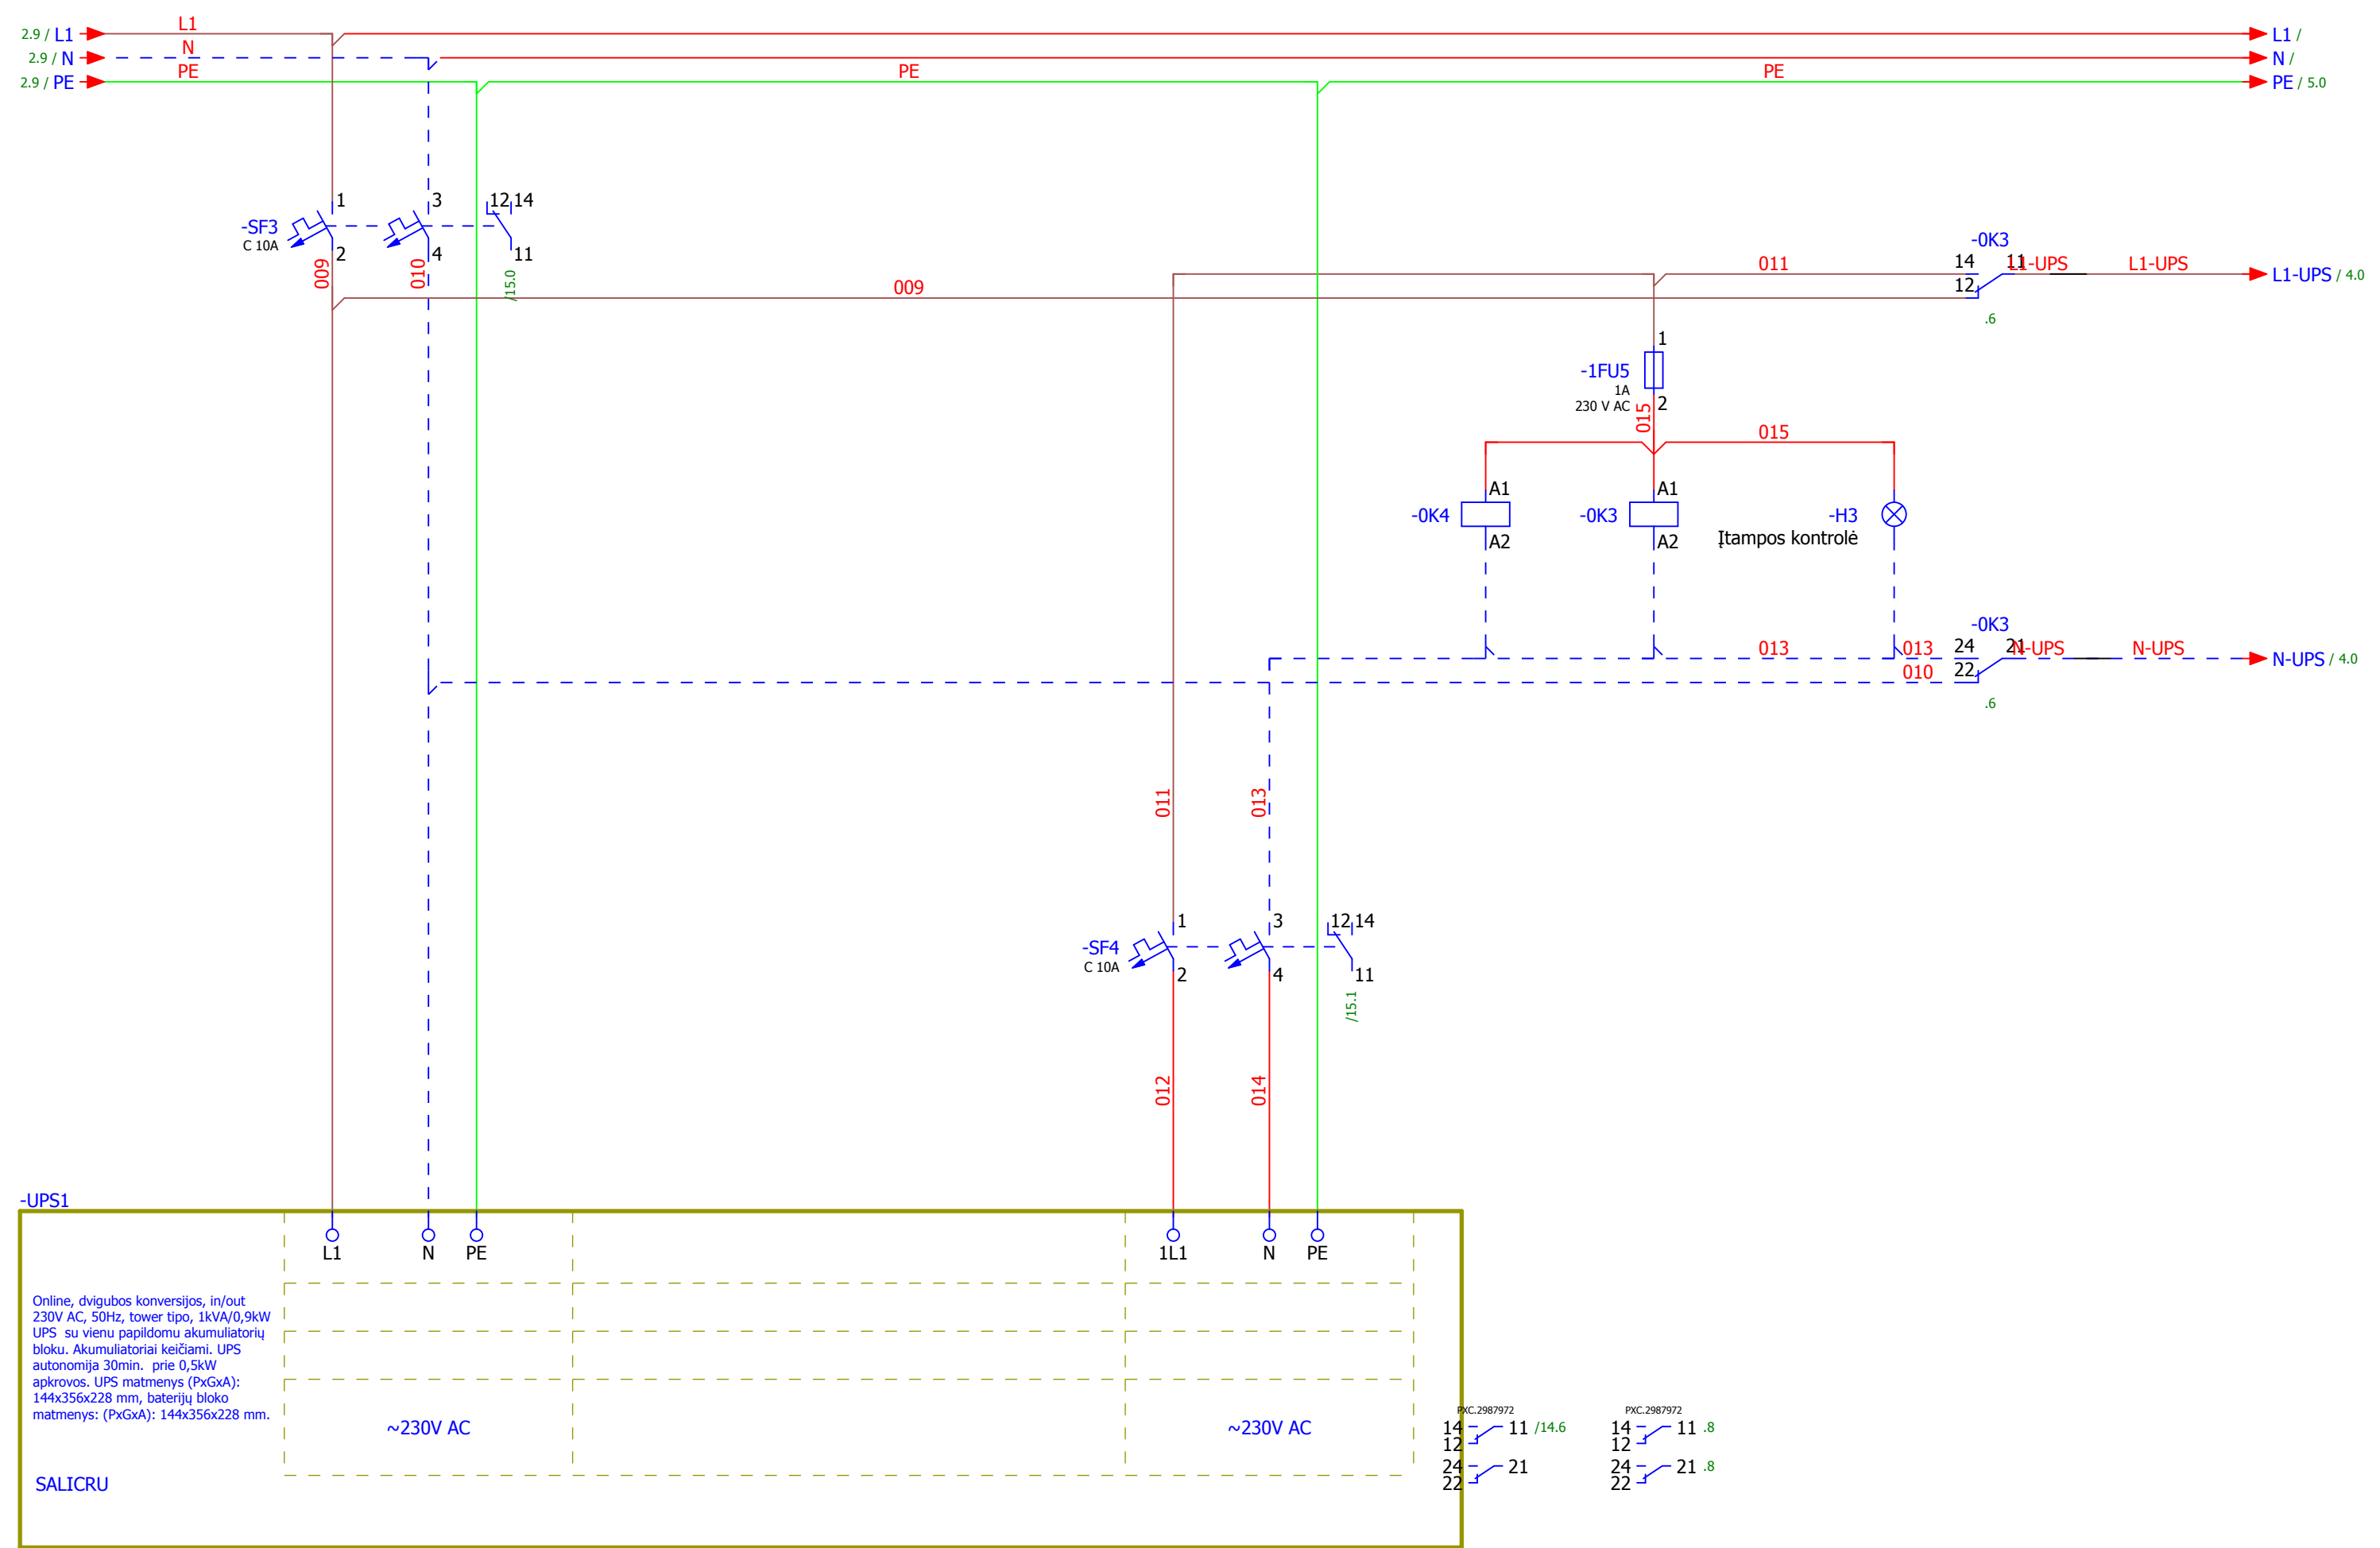 L1
2.9 / L1
L1 /
N
2.9 / N
N /
PE
PE
PE
2.9 / PE
PE / 5.0
1
3
12 14
-SF3
C 10A
2
4
11
009
010
/15.0
-0K3
14
11
011
L1-UPS
L1-UPS
L1-UPS / 4.0
009
12
.6
1
-1FU5
1A
230 V AC
2
015
015
A1
A1
-0K4
-0K3
-H3
A2
A2
Įtampos kontrolė
-0K3
013
013
24
21
N-UPS
N-UPS
N-UPS / 4.0
010
22
.6
011
013
1
3
12 14
-SF4
C 10A
2
4
11
/15.1
012
014
-UPS1
L1
N
PE
1L1
N
PE
Online, dvigubos konversijos, in/out
230V AC, 50Hz, tower tipo, 1kVA/0,9kW
UPS su vienu papildomu akumuliatorių
bloku. Akumuliatoriai keičiami. UPS
autonomija 30min. prie 0,5kW
apkrovos. UPS matmenys (PxGxA):
144x356x228 mm, baterijų bloko
matmenys: (PxGxA): 144x356x228 mm.
~230V AC
~230V AC
SALICRU
PXC.2987972
14
11 /14.6
12
24
21
22
PXC.2987972
14
11 .8
12
24
21 .8
22